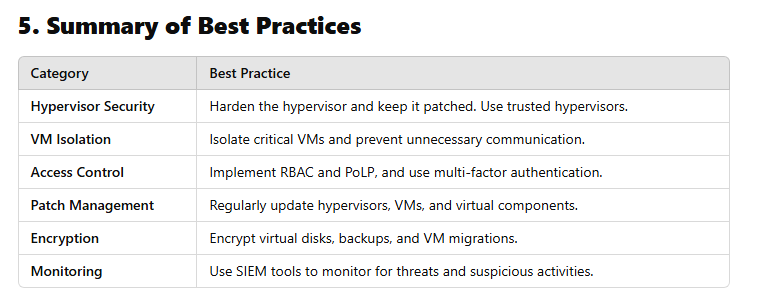 5. Summary of Best Practices
Category Best Practice
Hypervisor Security Harden the hypervisor and keep it patched. Use trusted hypervisors.
VM Isolation Isolate critical VMs and prevent unnecessary communication.
Access Control Implement RBAC and PoLP, and use multi-factor authentication.
Patch Management Regularly update hypervisors, VMs, and virtual components.
Encryption Encrypt virtual disks, backups, and VM migrations.
Monitoring Use SIEM tools to monitor for threats and suspicious activities.